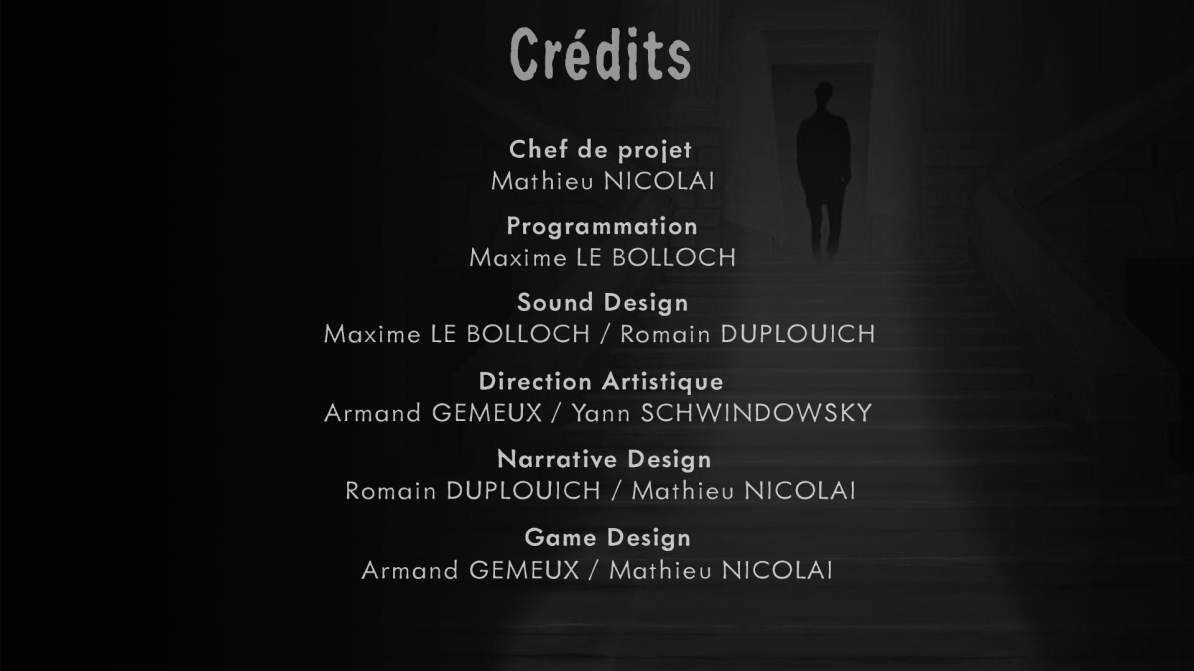 Crédits
Chef de projet
Mathieu NICOLAI
Programmation
Maxime LE BOLLOCH
Sound Design
Maxime LE BOLLOCH / Romain DUPLOUICH
Direction Artistique
Armand GEMEUX / Yann SCHWINDOWSKY
Narrative Design
Romain DUPLOUICH / Mathieu NICOLAI
Game Design
Armand GEMEUX / Mathieu NICOLAI